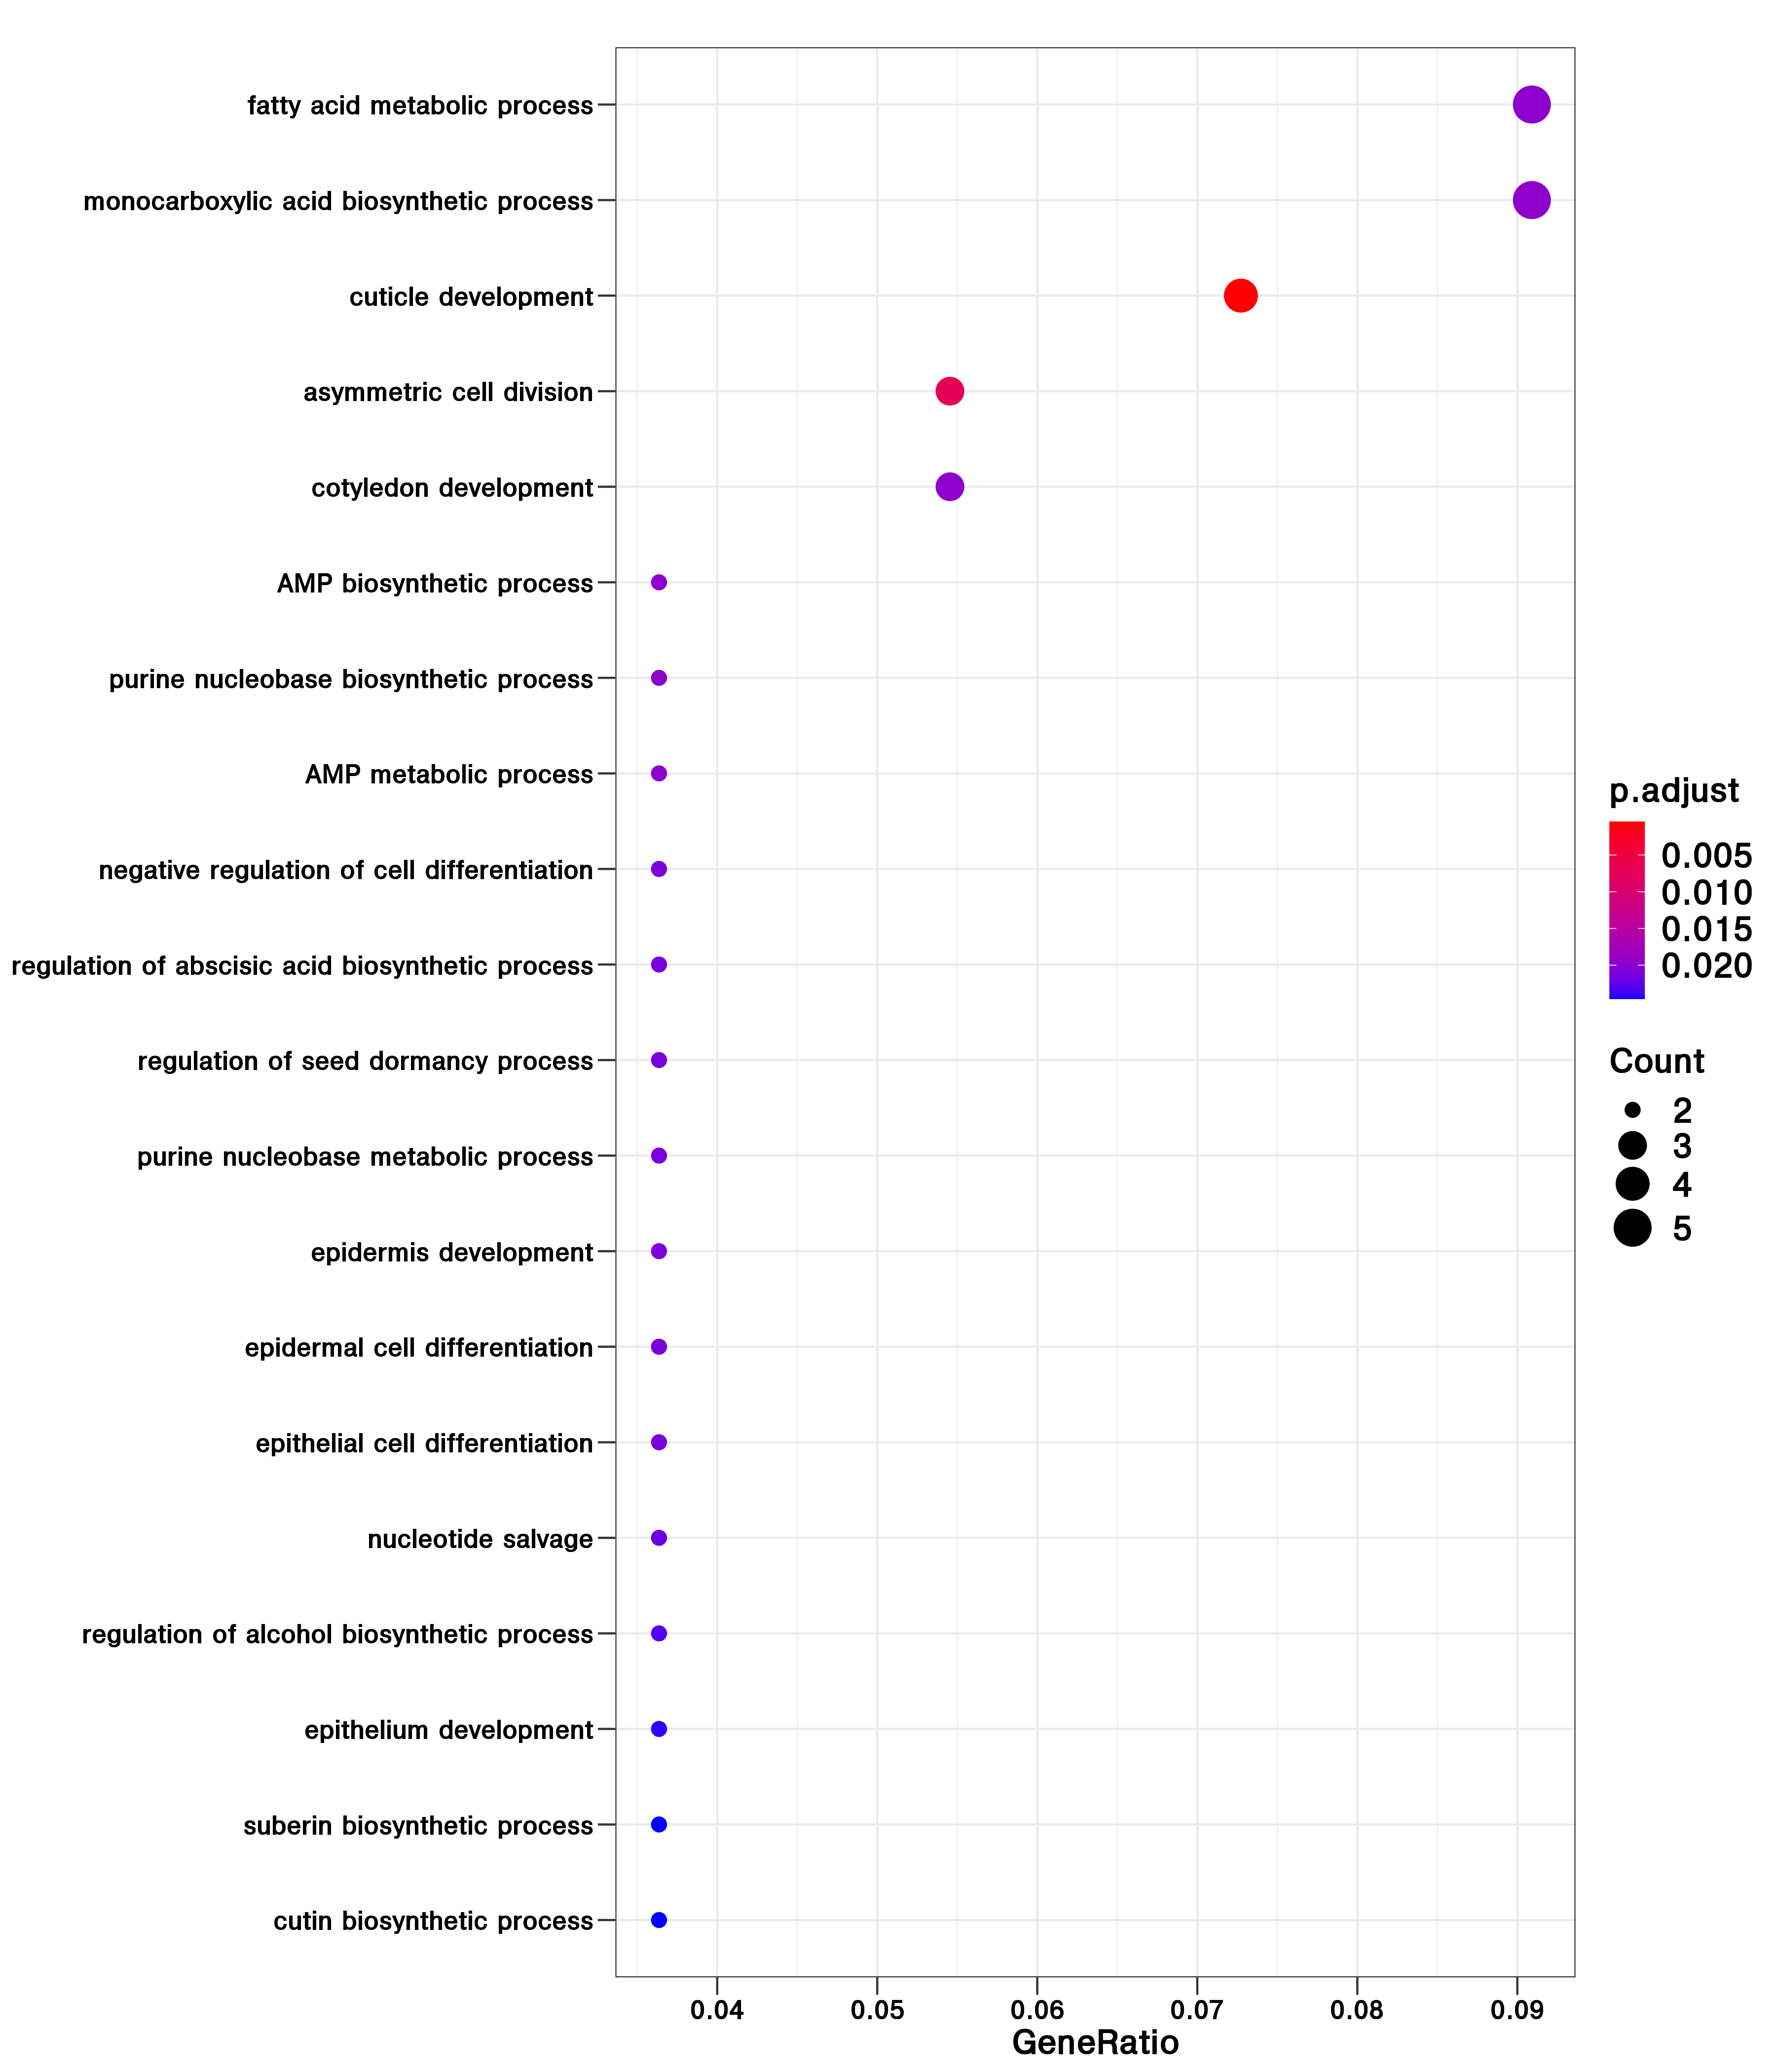 fatty acid metabolic process
monocarboxylic acid biosynthetic process
cuticle development
asymmetric cell division
cotyledon development
AMP biosynthetic process
purine nucleobase biosynthetic process
AMP metabolic process
negative regulation of cell differentiation
regulation of abscisic acid biosynthetic process
regulation of seed dormancy process
purine nucleobase metabolic process
epidermis development
epidermal cell differentiation
epithelial cell differentiation
nucleotide salvage
regulation of alcohol biosynthetic process
epithelium development
suberin biosynthetic process
cutin biosynthetic process
0.04 0.05 0.06 0.07 0.08 0.09
GeneRatio
p.adjust
0.005
0.010
0.015
0.020
Count
2
3
4
5